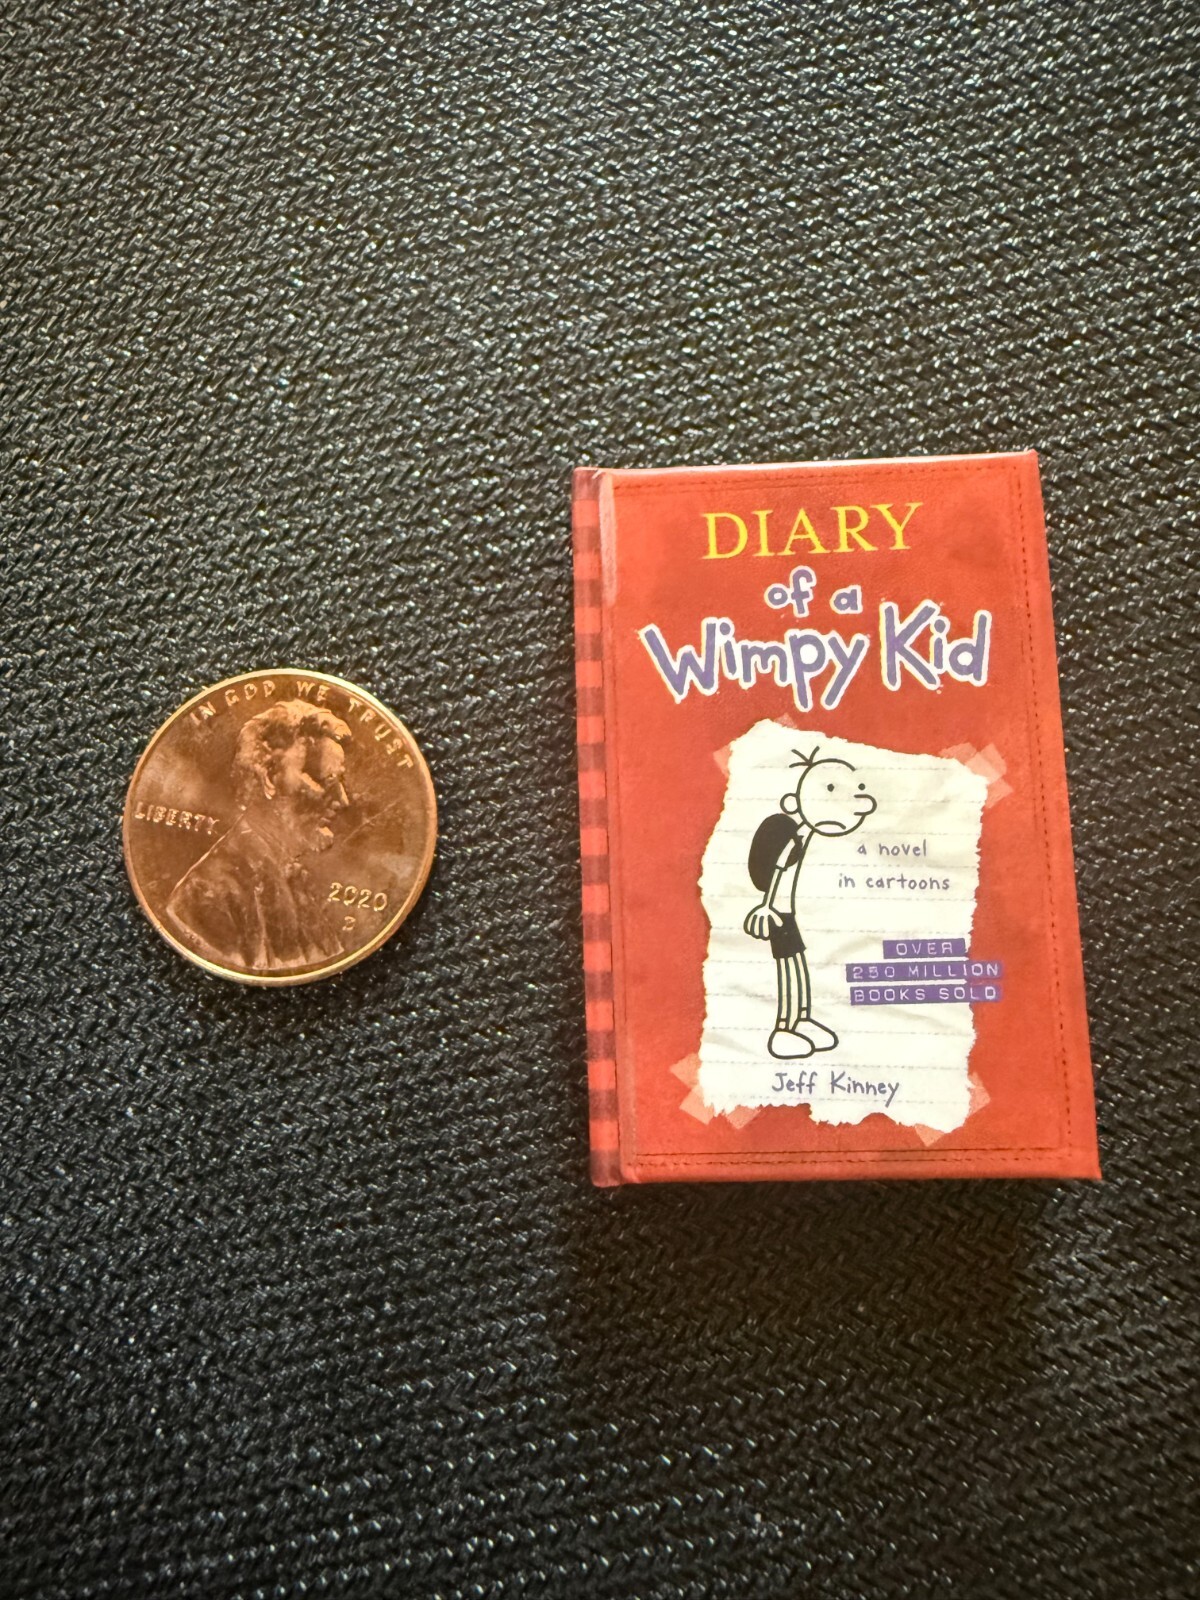 IN GOD WE TRUST
LIBERTY
2020
DIARY
of a
Wimpy Kid
a novel
in cartoons
OVER
250 MILLION
BOOKS SOLD
Jeff Kinney